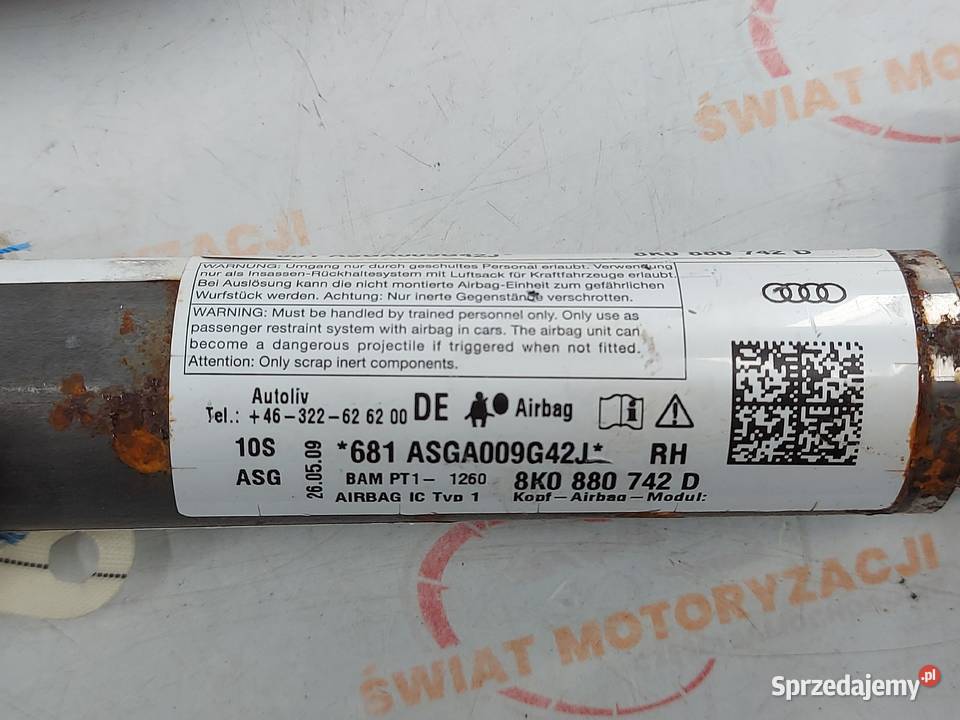 ŚWIAT MOTORYZACJI
8K0 880 742 D
WARNUNG: Umgang nur durch geschultes Personal erlaubt. Verwendung
nur als Insassen-Rückhaltesystem mit Luftsack für Kraftfahrzeuge erlaubt.
Bei Auslösung kann die nicht montierte Airbag-Einheit zum gefährlichen
Wurfstück werden. Achtung: Nur inerte Gegenstände verschrotten.
WARNING: Must be handled by trained personnel only. Only use as
passenger restraint system with airbag in cars. The airbag unit can
become a dangerous projectile if triggered when not fitted.
Attention: Only scrap inert components.
Autoliv
Tel.: +46-322-626200 DE Airbag
10S *681 ASGA009G42J* RH
ASG 26.05.09 BAM PT1- 1260 8K0 880 742 D
AIRBAG IC Typ 1 Kopf-Airbag-Modul:
ŚWIAT MOTORYZACJI
Sprzedajemy.pl